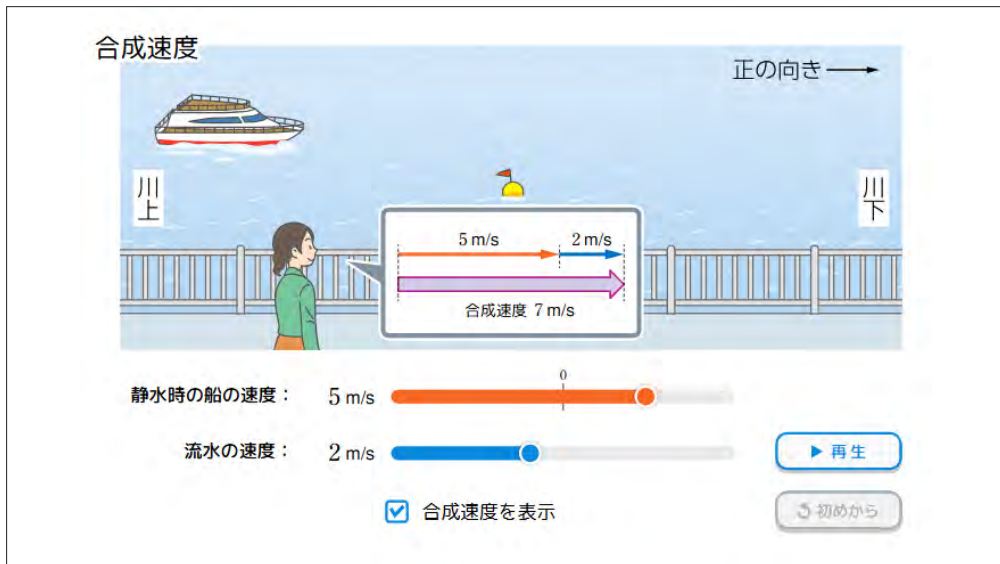 合成速度
正の向き
川上
川下
5 m/s
2 m/s
合成速度 7 m/s
0
静水時の船の速度： 5 m/s
流水の速度： 2 m/s
再生
合成速度を表示
初めから